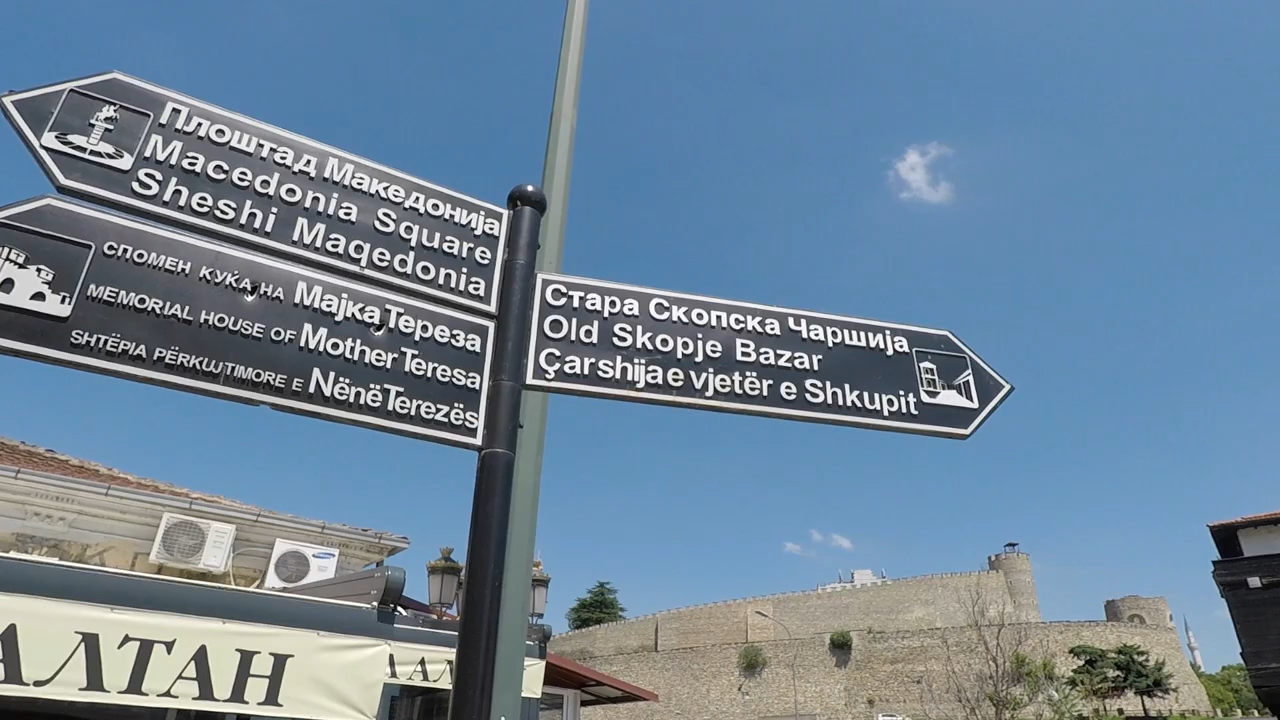 Плоштад Македонија
Macedonia Square
Sheshi Maqedonia
СПОМЕН КУЌА НА Мајка Тереза
MEMORIAL HOUSE OF Mother Teresa
SHTËPIA PËRKUTIMORE E Nënë Terezës
Стара Скопска Чаршија
Old Skopje Bazar
Çarshija e vjetër e Shkupit
АЛТАН